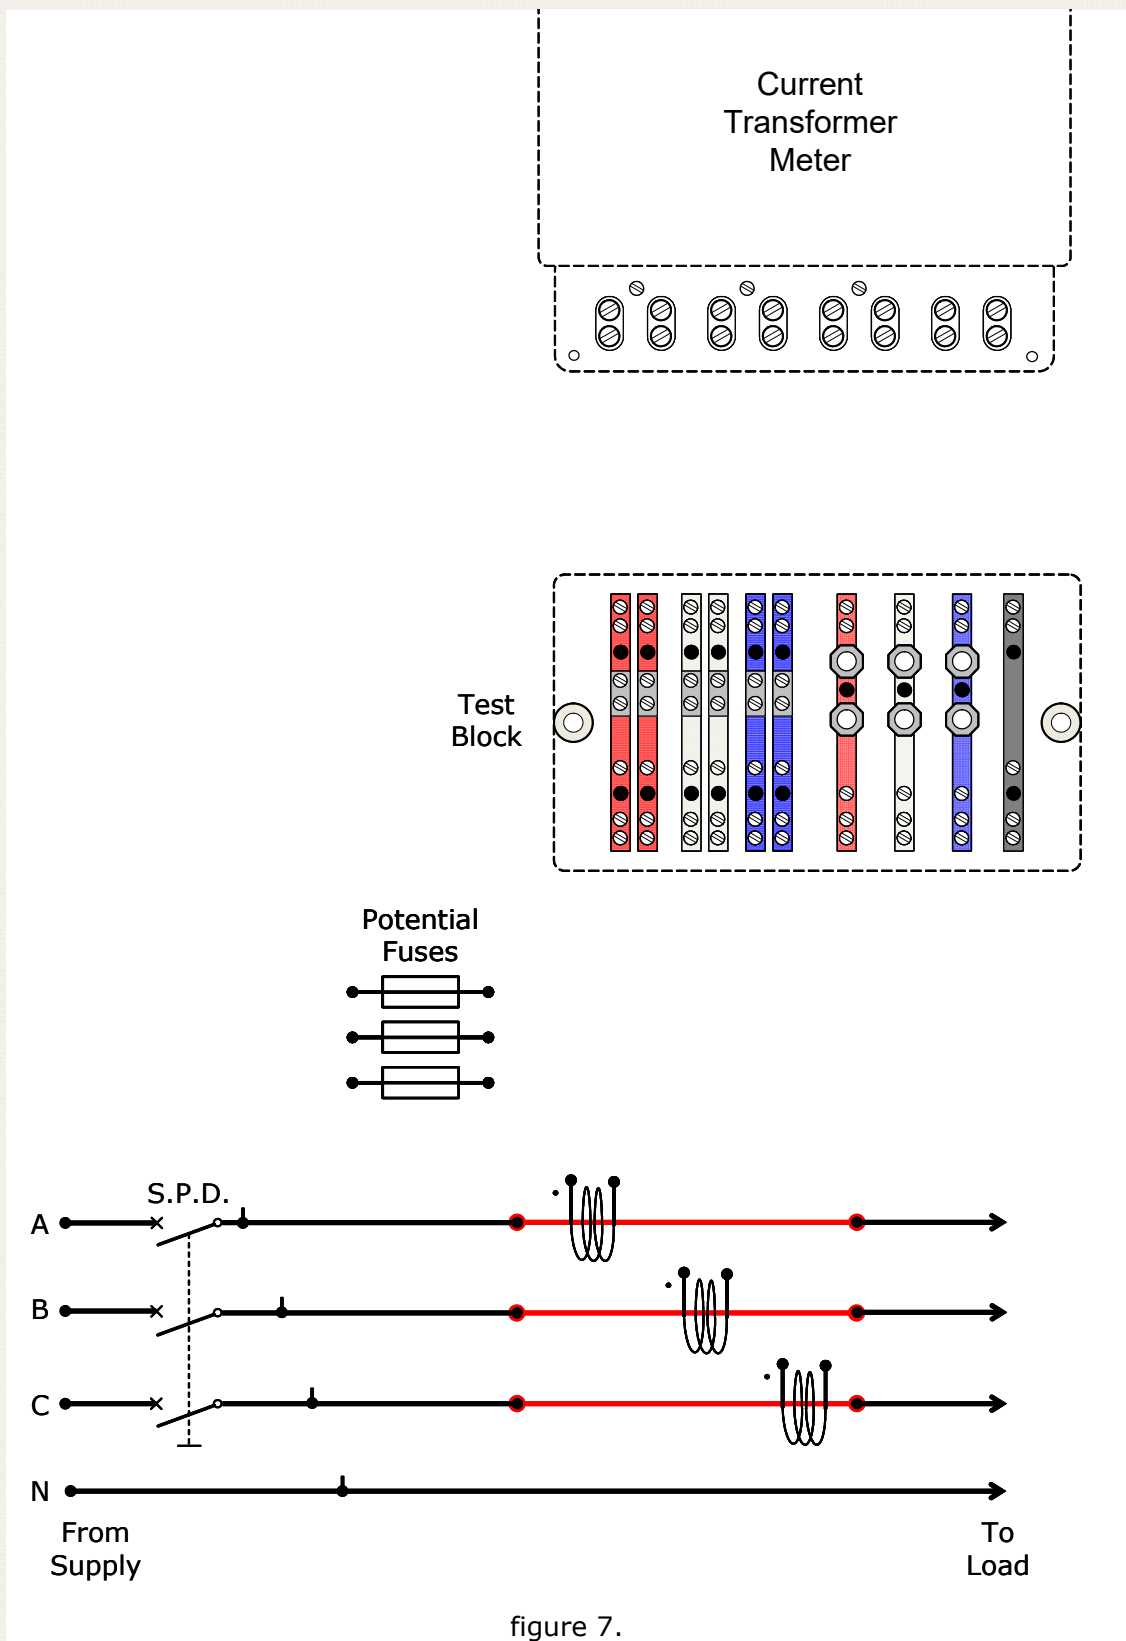 Current
Transformer
Meter
Test
Block
Potential
Fuses
S.P.D.
A
B
C
N
From
Supply
To
Load
figure 7.